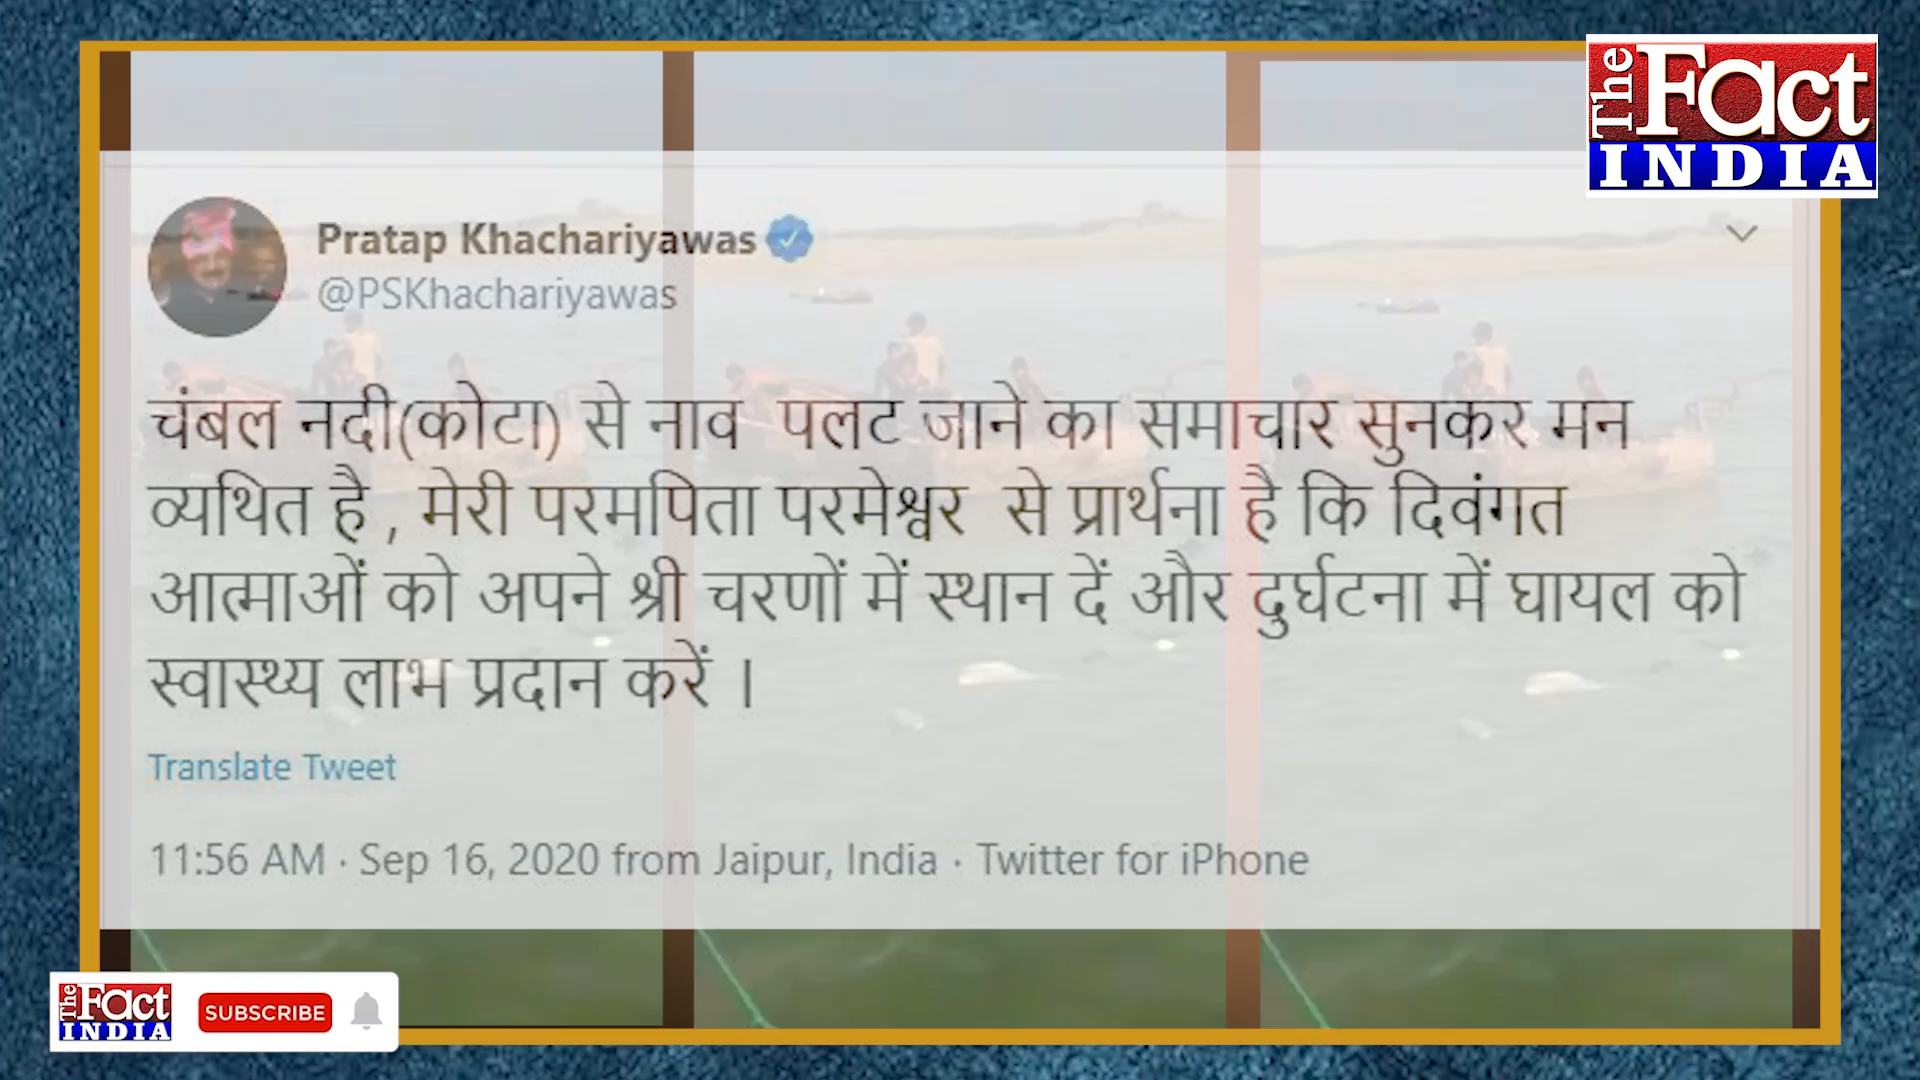 The Fact
INDIA
Pratap Khachariyawas
@PSKhachariyawas
चंबल नदी(कोटा) से नाव पलट जाने का समाचार सुनकर मन
व्यथित है , मेरी परमपिता परमेश्वर से प्रार्थना है कि दिवंगत
आत्माओं को अपने श्री चरणों में स्थान दें और दुर्घटना में घायल को
स्वास्थ्य लाभ प्रदान करें ।
Translate Tweet
11:56 AM · Sep 16, 2020 from Jaipur, India · Twitter for iPhone
The Fact
INDIA
SUBSCRIBE